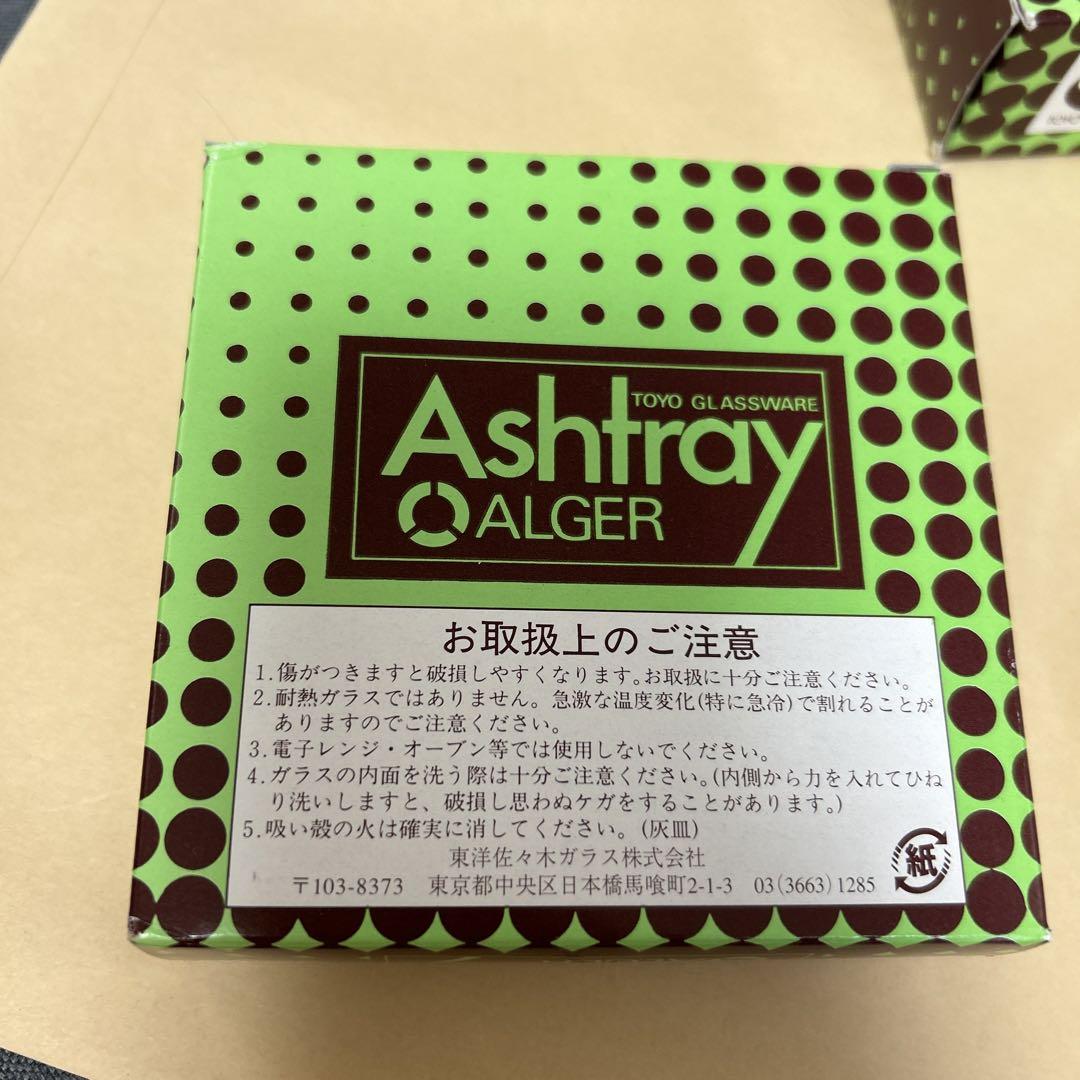 TOYO GLASSWARE
Ashtray
ALGER
お取扱上のご注意
1.傷がつきますと破損しやすくなります。お取扱に十分ご注意ください。
2.耐熱ガラスではありません。急激な温度変化(特に急冷)で割れることが
ありますのでご注意ください。
3.電子レンジ・オーブン等では使用しないでください。
4.ガラスの内面を洗う際は十分ご注意ください。(内側から力を入れてひね
り洗いしますと、破損し思わぬケガをすることがあります。)
5.吸い殻の火は確実に消してください。(灰皿)
東洋佐々木ガラス株式会社
〒103-8373 東京都中央区日本橋馬喰町2-1-3 03(3663)1285
紙